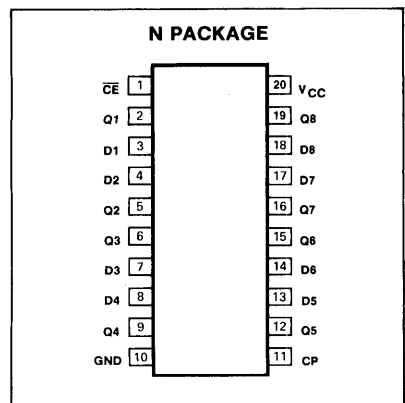 N PACKAGE
C̅E̅ 1 20 VCC
Q1 2 19 Q8
D1 3 18 D8
D2 4 17 D7
Q2 5 16 Q7
Q3 6 15 Q6
D3 7 14 D6
D4 8 13 D5
Q4 9 12 Q5
GND 10 11 CP